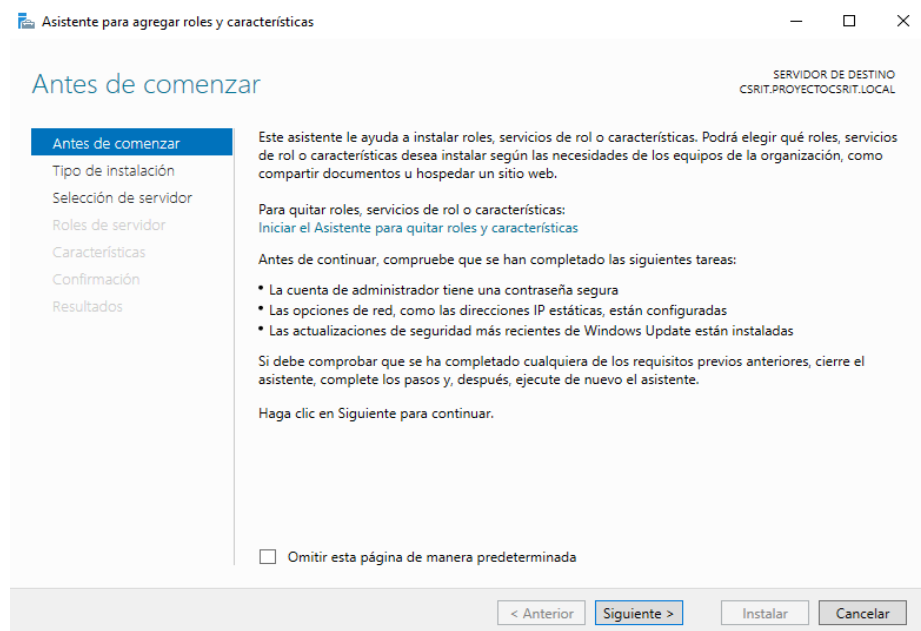 Asistente para agregar roles y características
Antes de comenzar
SERVIDOR DE DESTINO
CSRIT.PROYECTOCSRIT.LOCAL
Antes de comenzar
Tipo de instalación
Selección de servidor
Roles de servidor
Características
Confirmación
Resultados
Este asistente le ayuda a instalar roles, servicios de rol o características. Podrá elegir qué roles, servicios
de rol o características desea instalar según las necesidades de los equipos de la organización, como
compartir documentos u hospedar un sitio web.
Para quitar roles, servicios de rol o características:
Iniciar el Asistente para quitar roles y características
Antes de continuar, compruebe que se han completado las siguientes tareas:
• La cuenta de administrador tiene una contraseña segura
• Las opciones de red, como las direcciones IP estáticas, están configuradas
• Las actualizaciones de seguridad más recientes de Windows Update están instaladas
Si debe comprobar que se ha completado cualquiera de los requisitos previos anteriores, cierre el
asistente, complete los pasos y, después, ejecute de nuevo el asistente.
Haga clic en Siguiente para continuar.
Omitir esta página de manera predeterminada
< Anterior
Siguiente >
Instalar
Cancelar